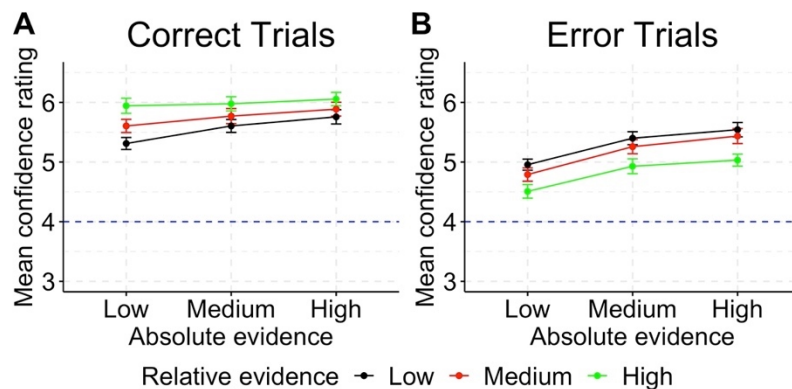 A Correct Trials
Mean confidence rating
6
5
4
3
Low Medium High
Absolute evidence
B Error Trials
Mean confidence rating
6
5
4
3
Low Medium High
Absolute evidence
Relative evidence Low Medium High